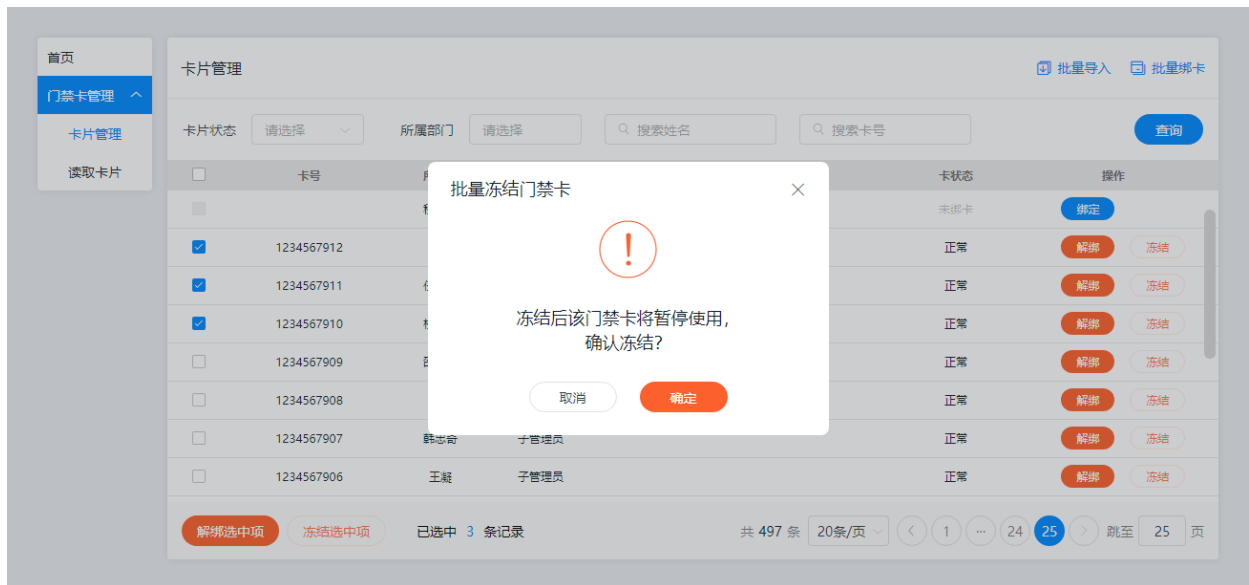 首页
门禁卡管理
卡片管理
读取卡片
卡片管理
批量导入 批量绑卡
卡片状态 请选择 所属部门 请选择 搜索姓名 搜索卡号 查询
卡号 卡状态 操作
未绑卡 绑定
1234567912 正常 解绑 冻结
1234567911 正常 解绑 冻结
1234567910 正常 解绑 冻结
1234567909 正常 解绑 冻结
1234567908 正常 解绑 冻结
1234567907 韩志奇 子管理员 正常 解绑 冻结
1234567906 王凝 子管理员 正常 解绑 冻结
批量冻结门禁卡
冻结后该门禁卡将暂停使用,
确认冻结?
取消 确定
解绑选中项 冻结选中项 已选中 3 条记录 共 497 条 20条/页 1 ... 24 25 跳至 25 页